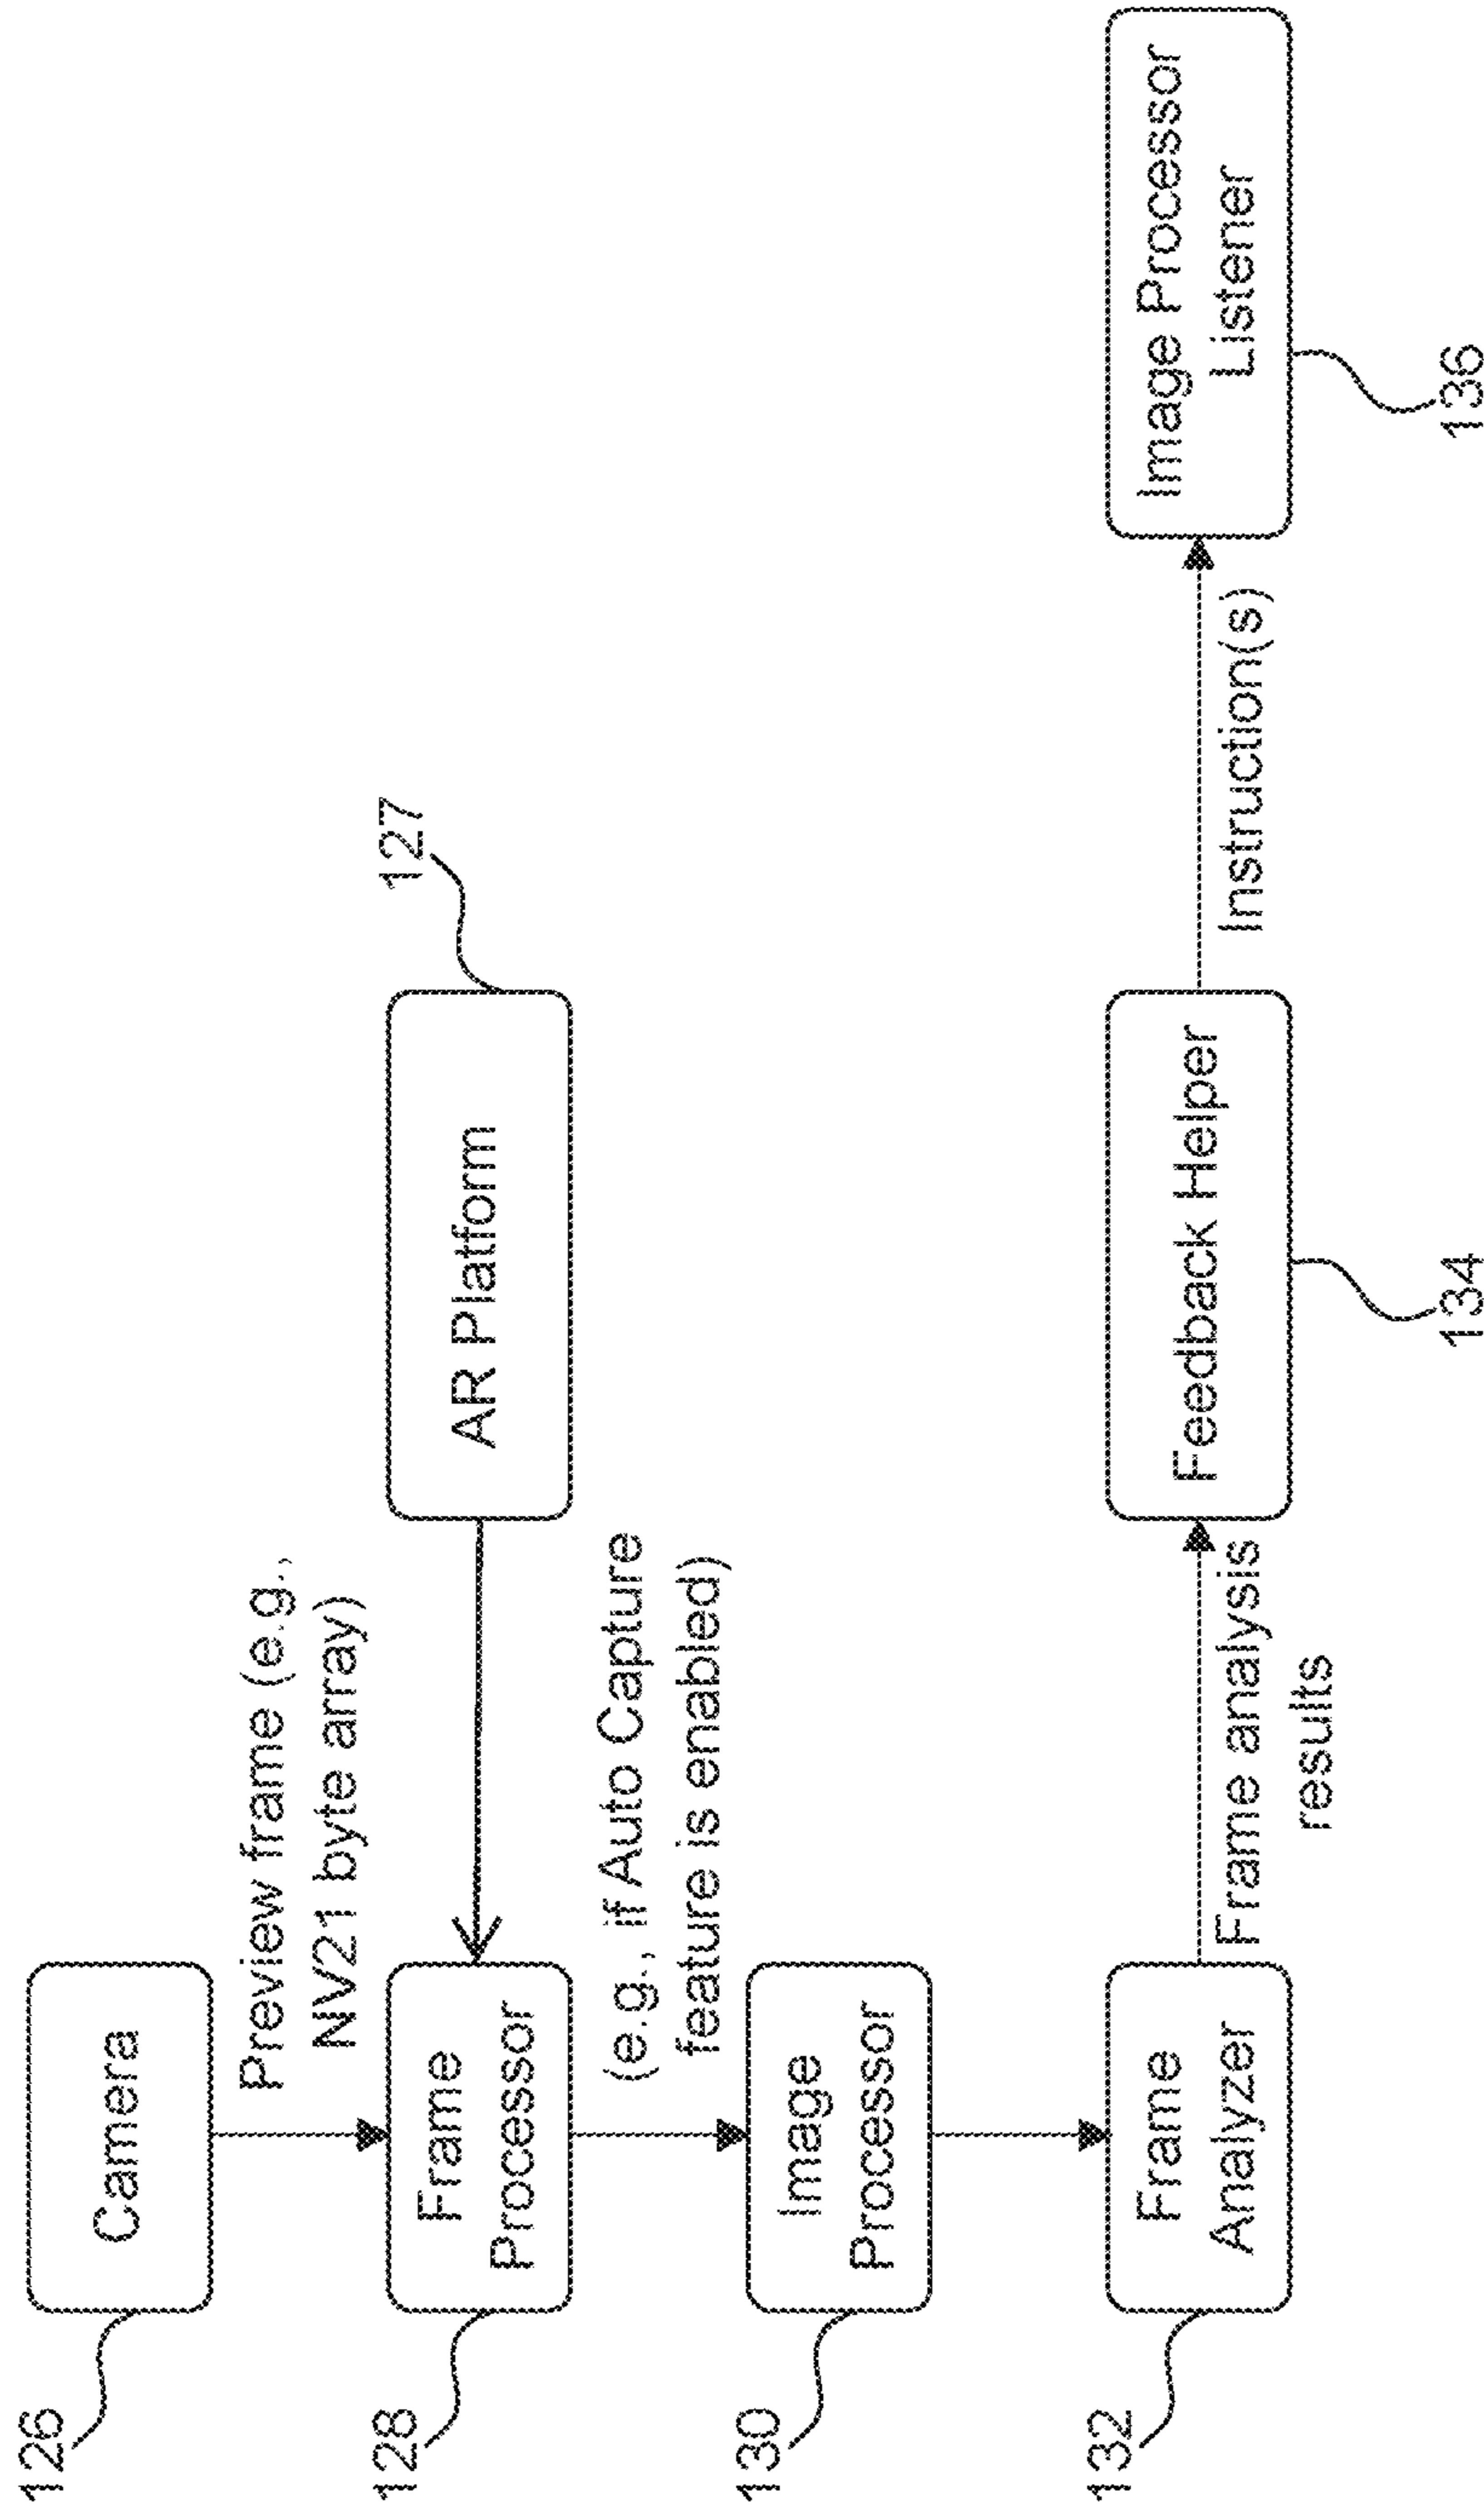 126
Camera
Preview frame (e.g.,
NV21 byte array)
128
Frame
Processor
AR Platform
127
(e.g., if Auto Capture
feature is enabled)
130
Image
Processor
132
Frame
Analyzer
Frame analysis
results
Feedback Helper
134
Instruction(s)
Image Processor
Listener
136